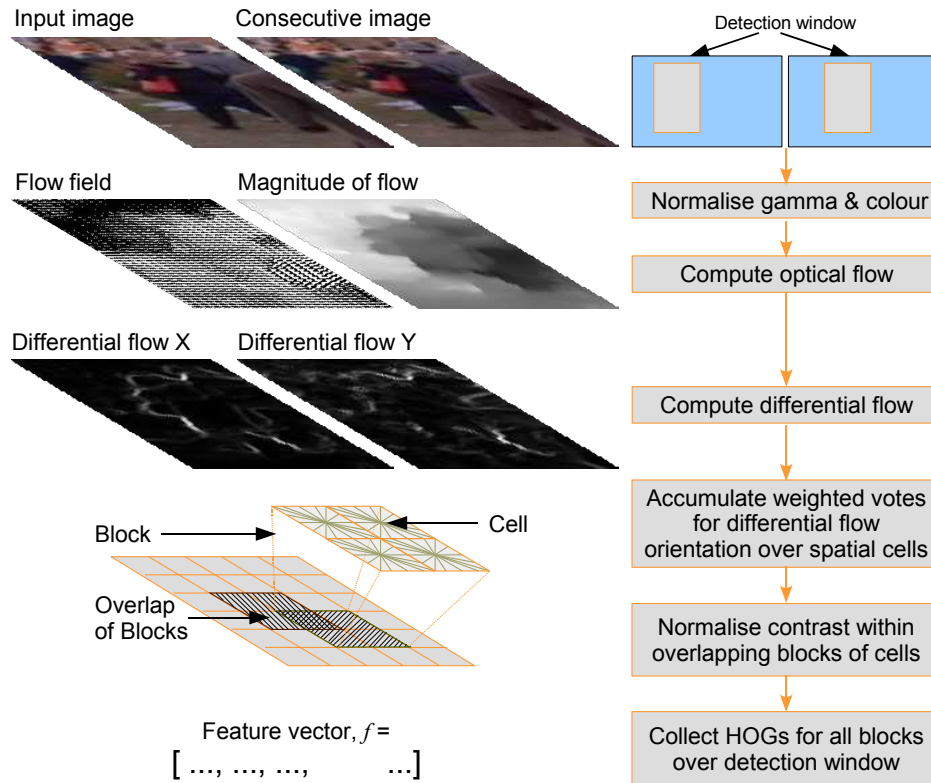 Input image
Consecutive image
Detection window
Normalise gamma & colour
Flow field
Magnitude of flow
Compute optical flow
Differential flow X
Differential flow Y
Compute differential flow
Accumulate weighted votes
for differential flow
orientation over spatial cells
Block
Cell
Overlap
of Blocks
Normalise contrast within
overlapping blocks of cells
Feature vector, f =
[ ..., ..., ..., ...]
Collect HOGs for all blocks
over detection window